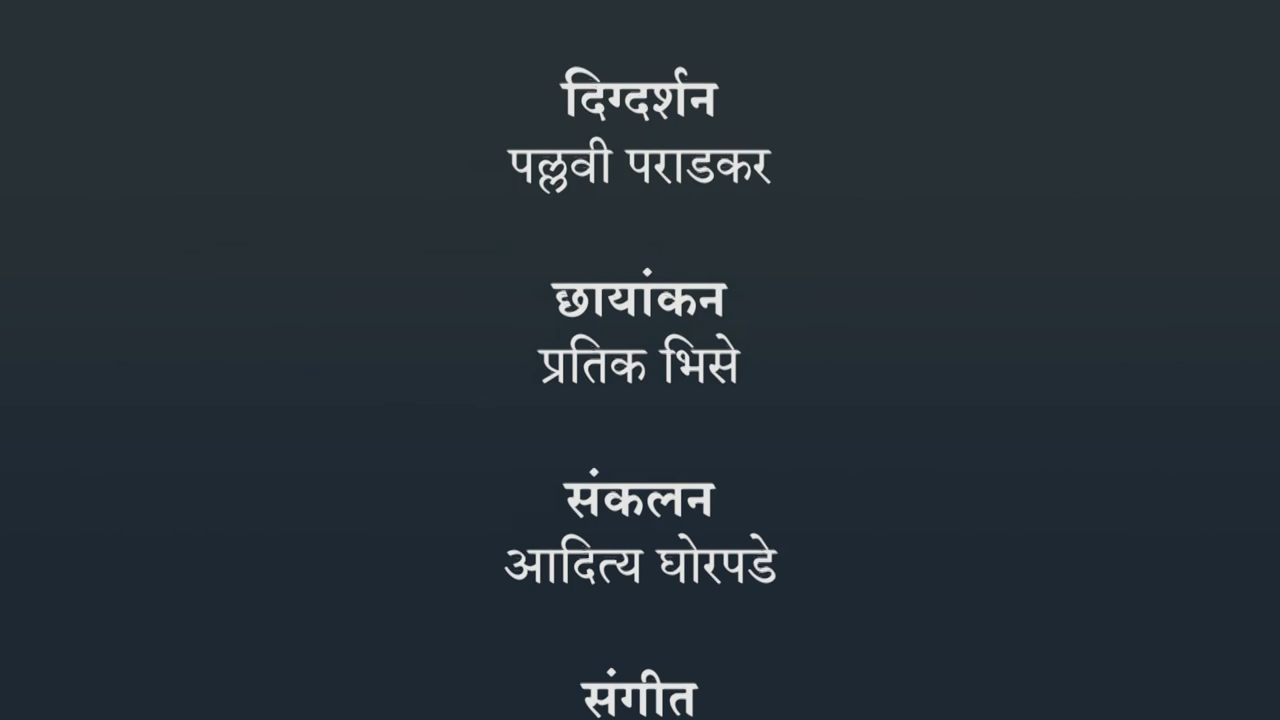 दिग्दर्शन
पल्लवी पराडकर
छायांकन
प्रतिक भिसे
संकलन
आदित्य घोरपडे
संगीत